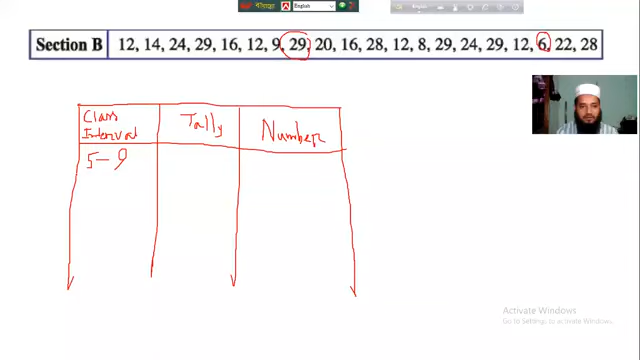 English
Section B 12, 14, 24, 29, 16, 12, 9, 29, 20, 16, 28, 12, 8, 29, 24, 29, 12, 6, 22, 28
Class Interval Tally Number
5 - 9
Activate Windows
Go to Settings to activate Windows.